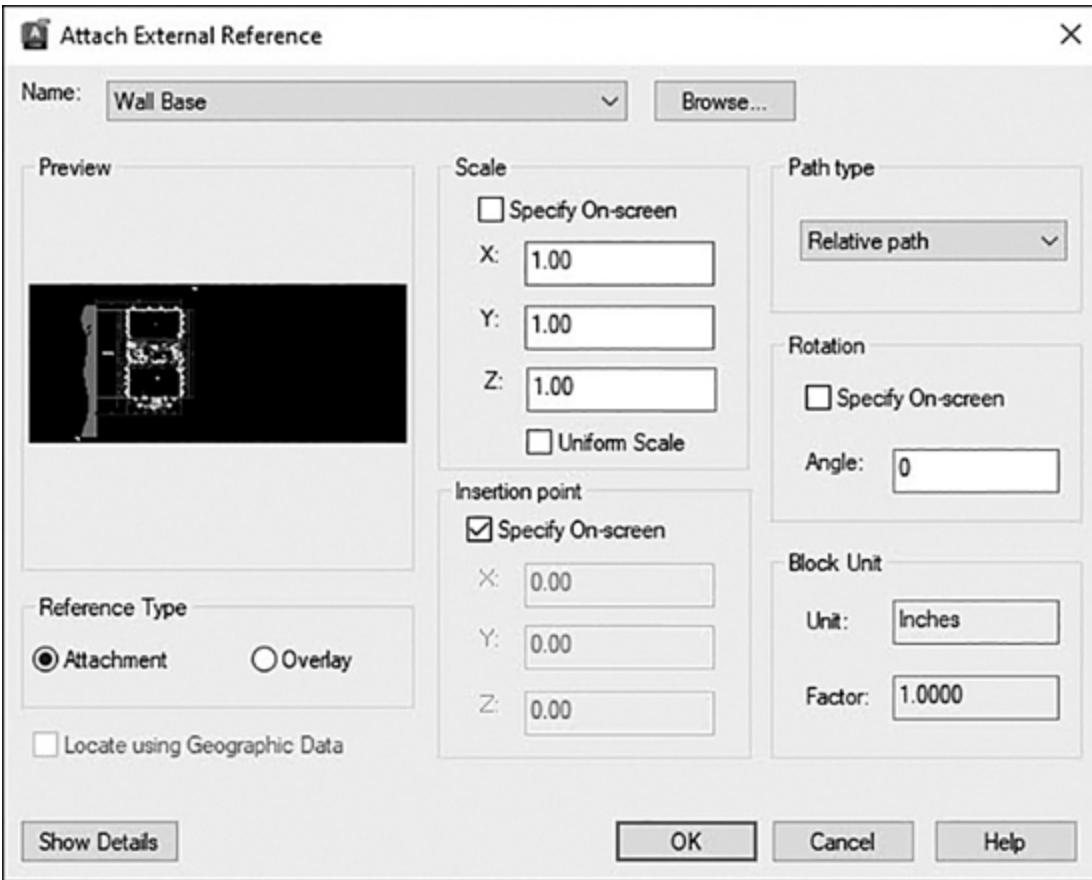 Attach External Reference
Name: Wall Base Browse...
Preview
Reference Type
Attachment Overlay
Locate using Geographic Data
Scale
Specify On-screen
X: 1.00
Y: 1.00
Z: 1.00
Uniform Scale
Insertion point
Specify On-screen
X: 0.00
Y: 0.00
Z: 0.00
Path type
Relative path
Rotation
Specify On-screen
Angle: 0
Block Unit
Unit: Inches
Factor: 1.0000
Show Details OK Cancel Help